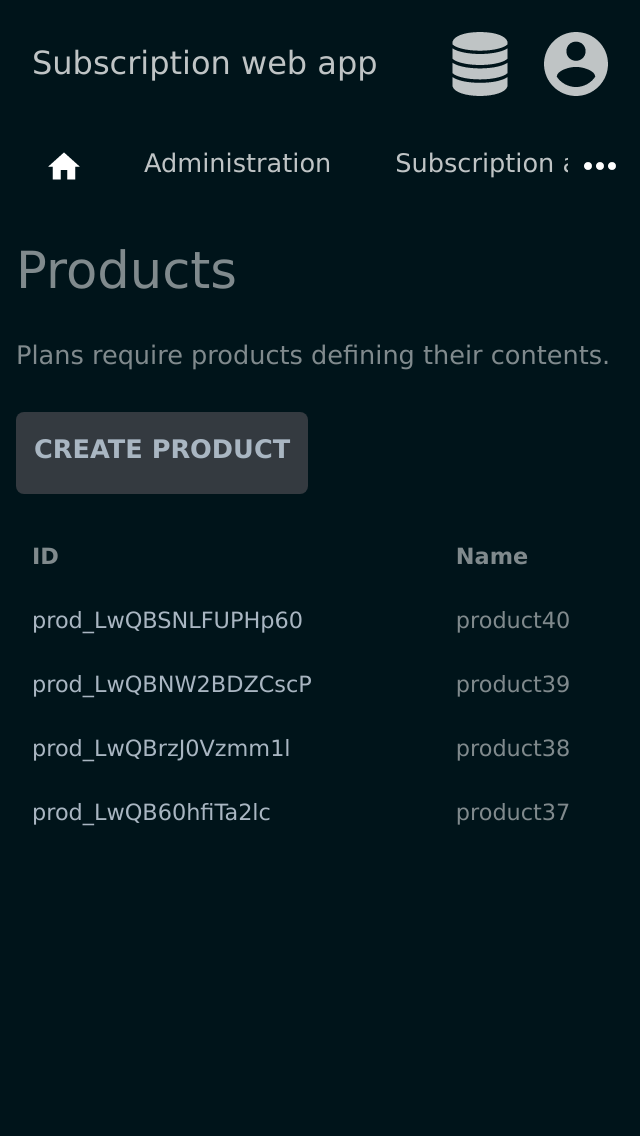 Subscription web app
Administration
Subscription
Products
Plans require products defining their contents.
CREATE PRODUCT
ID Name
prod_LwQBSNLFUPHp60 product40
prod_LwQBNW2BDZCscP product39
prod_LwQBrzJ0Vzmm1l product38
prod_LwQB60hfiTa2lc product37